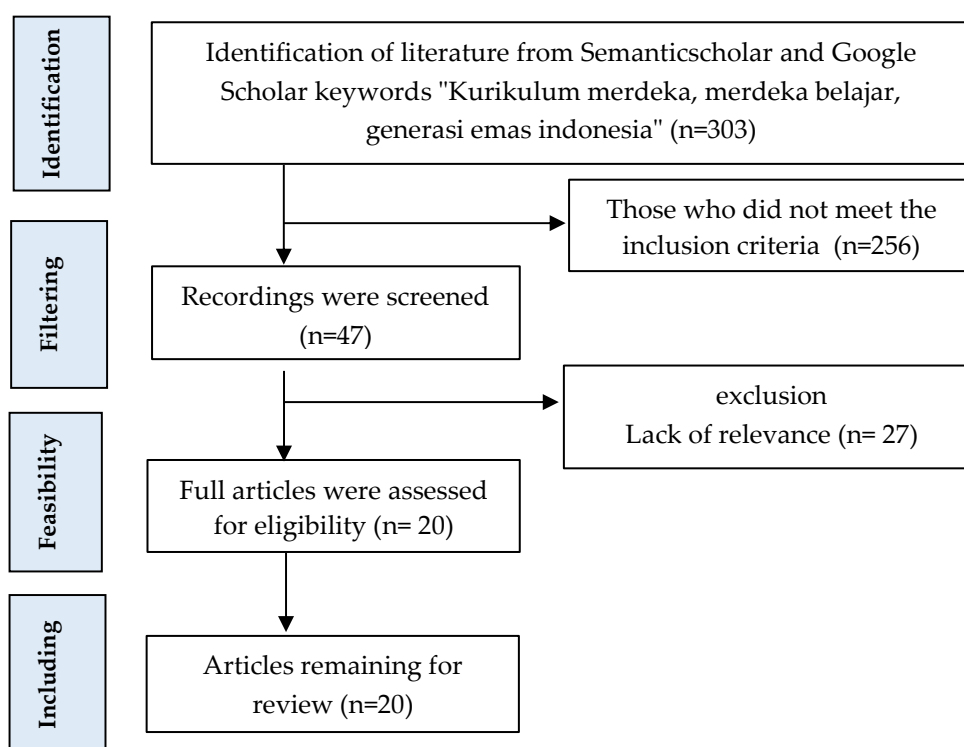 Identification
Identification of literature from Semanticscholar and Google
Scholar keywords "Kurikulum merdeka, merdeka belajar,
generasi emas indonesia" (n=303)
Those who did not meet the
inclusion criteria (n=256)
Filtering
Recordings were screened
(n=47)
exclusion
Lack of relevance (n= 27)
Feasibility
Full articles were assessed
for eligibility (n= 20)
Including
Articles remaining for
review (n=20)